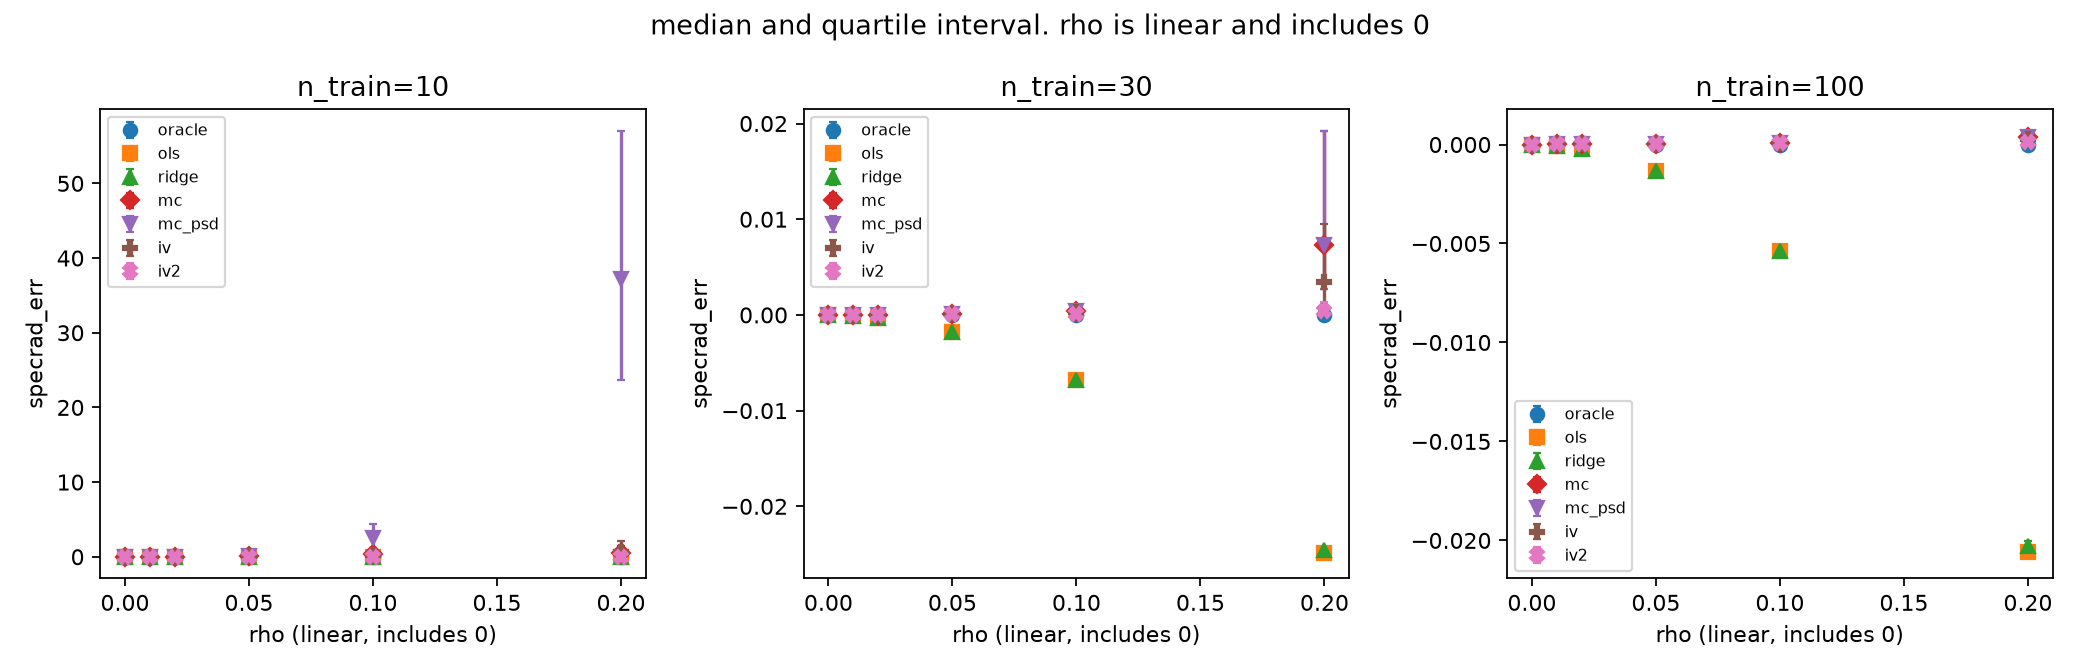 median and quartile interval. rho is linear and includes 0
n_train=10
50
40
30
20
10
0
specrad_err
oracle
ols
ridge
mc
mc_psd
iv
iv2
0.00 0.05 0.10 0.15 0.20
rho (linear, includes 0)
n_train=30
0.02
0.01
0.00
−0.01
−0.02
specrad_err
oracle
ols
ridge
mc
mc_psd
iv
iv2
0.00 0.05 0.10 0.15 0.20
rho (linear, includes 0)
n_train=100
0.000
−0.005
−0.010
−0.015
−0.020
specrad_err
oracle
ols
ridge
mc
mc_psd
iv
iv2
0.00 0.05 0.10 0.15 0.20
rho (linear, includes 0)